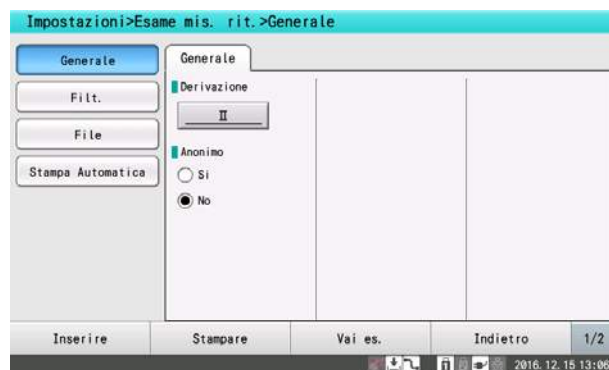 Impostazioni>Esame mis. rit.>Generale
Generale
Filt.
File
Stampa Automatica
Generale
Derivazione
II
Anonimo
Si
No
Inserire
Stampare
Vai es.
Indietro
1/2
2016.12.15 13:06